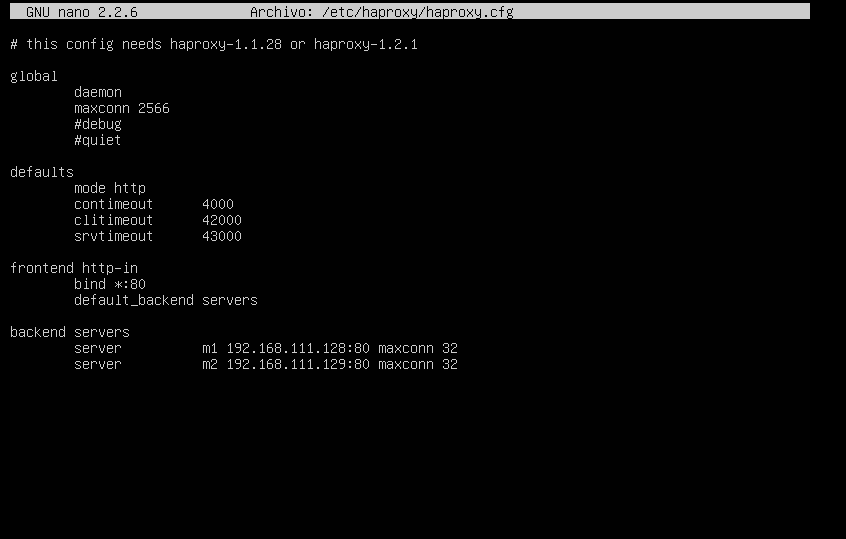 GNU nano 2.2.6 Archivo: /etc/haproxy/haproxy.cfg
# this config needs haproxy-1.1.28 or haproxy-1.2.1
global
daemon
maxconn 2566
#debug
#quiet
defaults
mode http
contimeout 4000
clitimeout 42000
srvtimeout 43000
frontend http-in
bind *:80
default_backend servers
backend servers
server m1 192.168.111.128:80 maxconn 32
server m2 192.168.111.129:80 maxconn 32